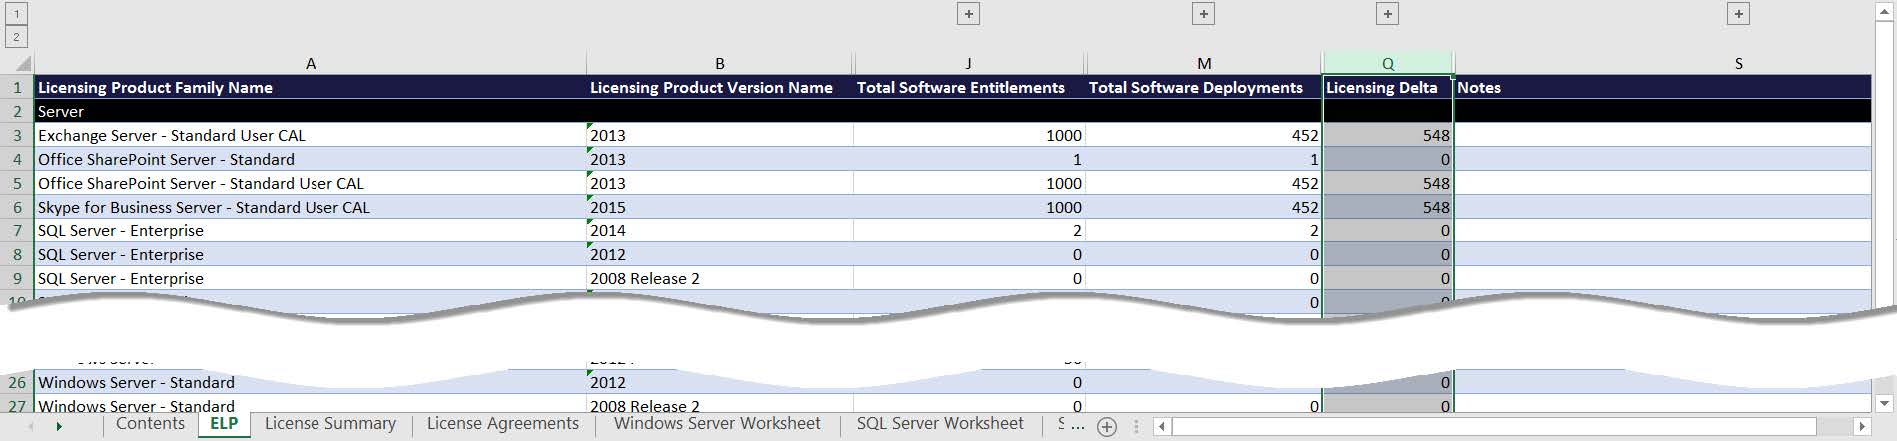 1
2
+ + + +
A B J M Q S
1 Licensing Product Family Name Licensing Product Version Name Total Software Entitlements Total Software Deployments Licensing Delta Notes
2 Server
3 Exchange Server - Standard User CAL 2013 1000 452 548
4 Office SharePoint Server - Standard 2013 1 1 0
5 Office SharePoint Server - Standard User CAL 2013 1000 452 548
6 Skype for Business Server - Standard User CAL 2015 1000 452 548
7 SQL Server - Enterprise 2014 2 2 0
8 SQL Server - Enterprise 2012 0 0 0
9 SQL Server - Enterprise 2008 Release 2 0 0 0
10 0 0
26 Windows Server - Standard 2012 0 0
27 Windows Server - Standard 2008 Release 2 0 0 0
Contents ELP License Summary License Agreements Windows Server Worksheet SQL Server Worksheet S ...